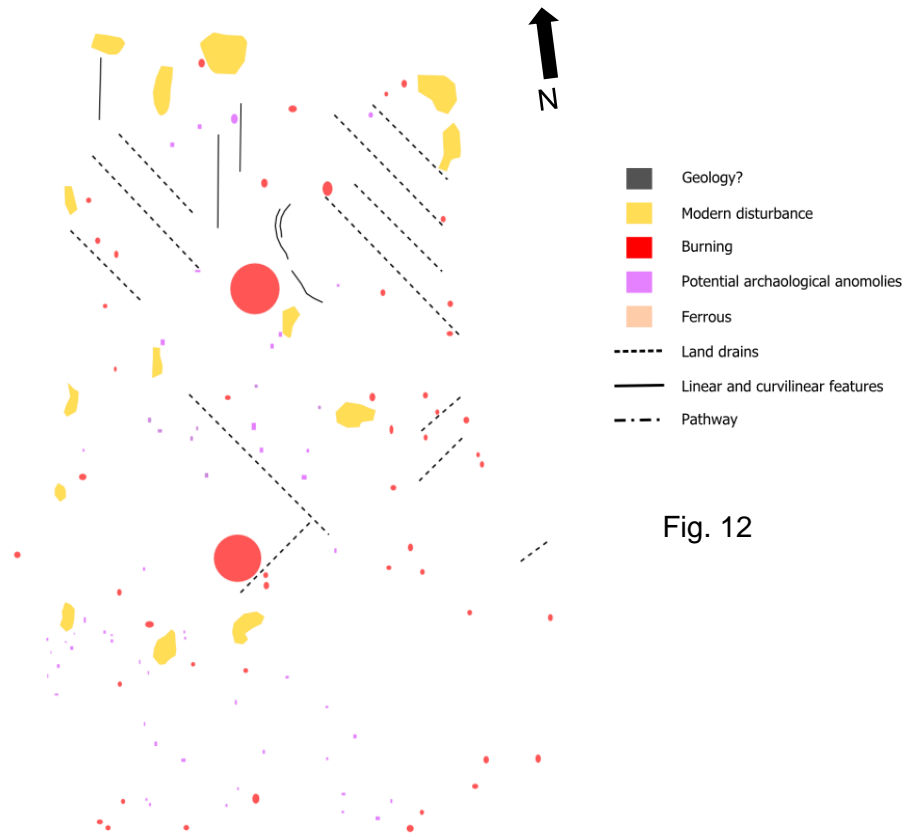 N
Geology?
Modern disturbance
Burning
Potential archaological anomolies
Ferrous
Land drains
Linear and curvilinear features
Pathway
Fig. 12